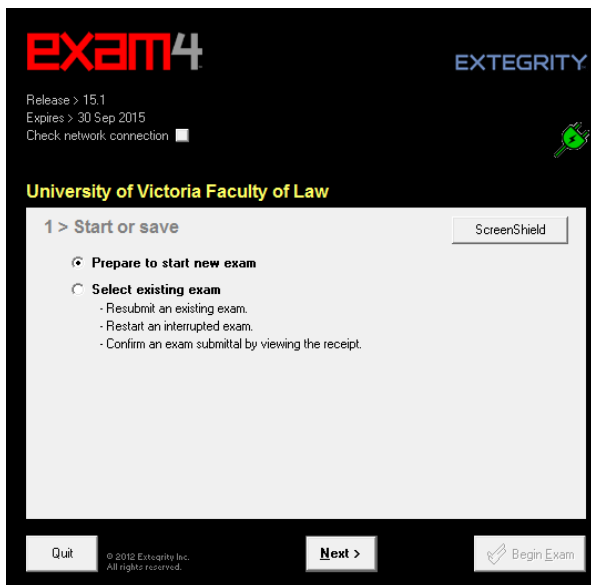 exam4
EXTEGRITY
Release > 15.1
Expires > 30 Sep 2015
Check network connection
University of Victoria Faculty of Law
1 > Start or save
ScreenShield
Prepare to start new exam
Select existing exam
- Resubmit an existing exam.
- Restart an interrupted exam.
- Confirm an exam submittal by viewing the receipt.
Quit
© 2012 Extegrity Inc.
All rights reserved.
Next >
Begin Exam